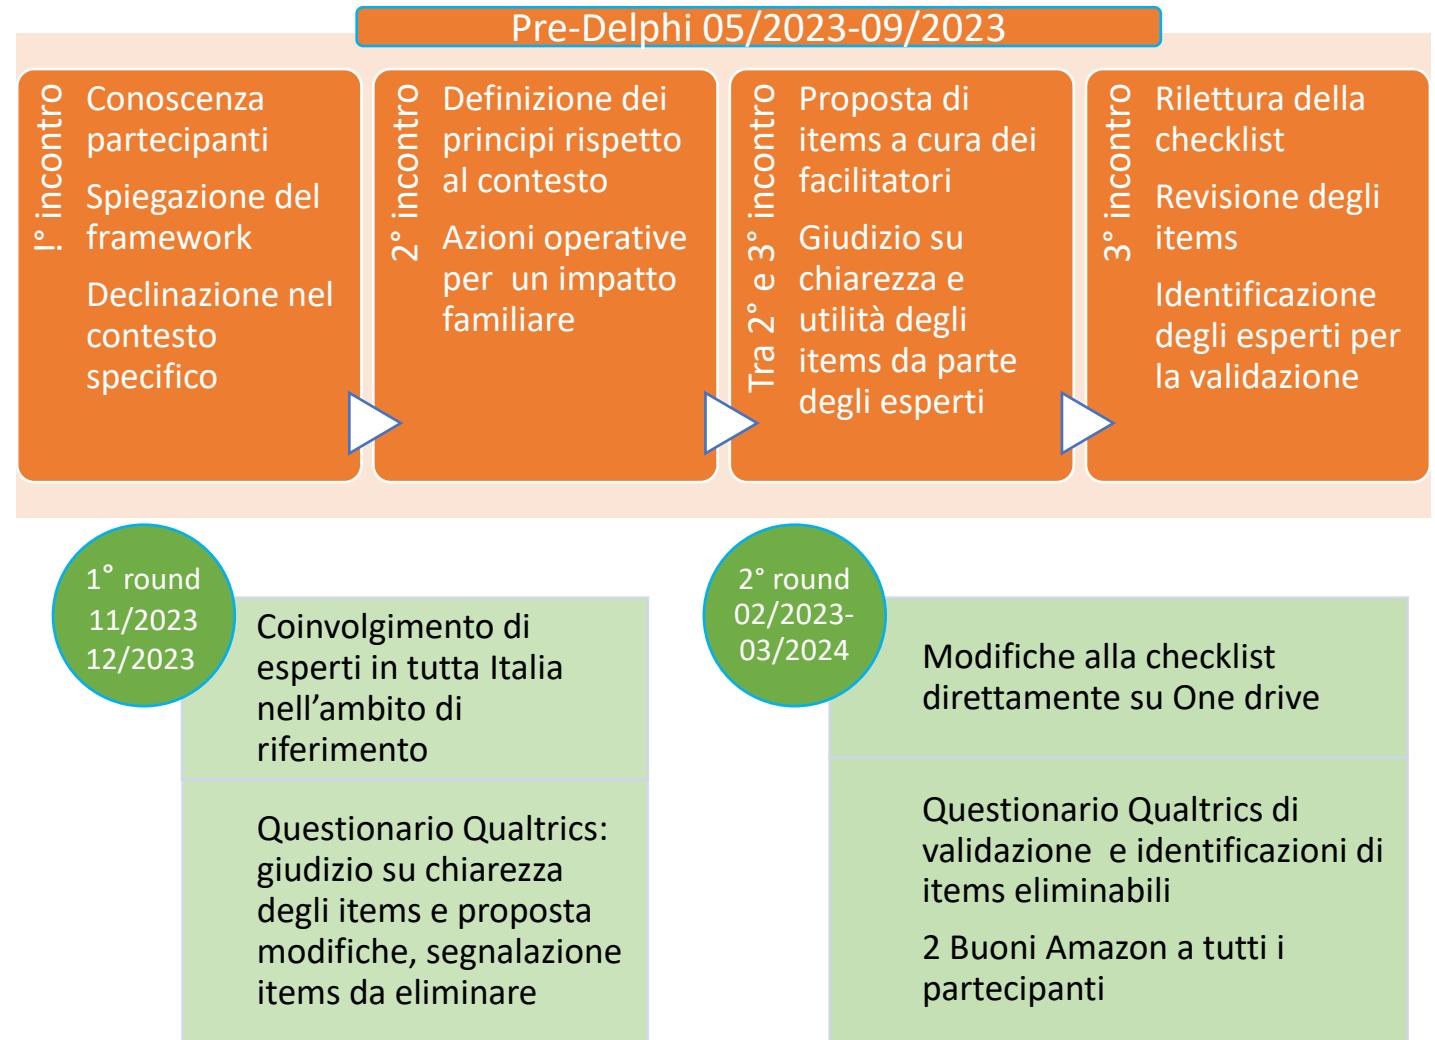 Pre-Delphi 05/2023-09/2023
!° incontro
Conoscenza
partecipanti
Spiegazione del
framework
Declinazione nel
contesto
specifico
2° incontro
Definizione dei
principi rispetto
al contesto
Azioni operative
per un impatto
familiare
Tra 2° e 3° incontro
Proposta di
items a cura dei
facilitatori
Giudizio su
chiarezza e
utilità degli
items da parte
degli esperti
3° incontro
Rilettura della
checklist
Revisione degli
items
Identificazione
degli esperti per
la validazione
1° round
11/2023
12/2023
Coinvolgimento di
esperti in tutta Italia
nell’ambito di
riferimento
Questionario Qualtrics:
giudizio su chiarezza
degli items e proposta
modifiche, segnalazione
items da eliminare
2° round
02/2023-
03/2024
Modifiche alla checklist
direttamente su One drive
Questionario Qualtrics di
validazione e identificazioni di
items eliminabili
2 Buoni Amazon a tutti i
partecipanti